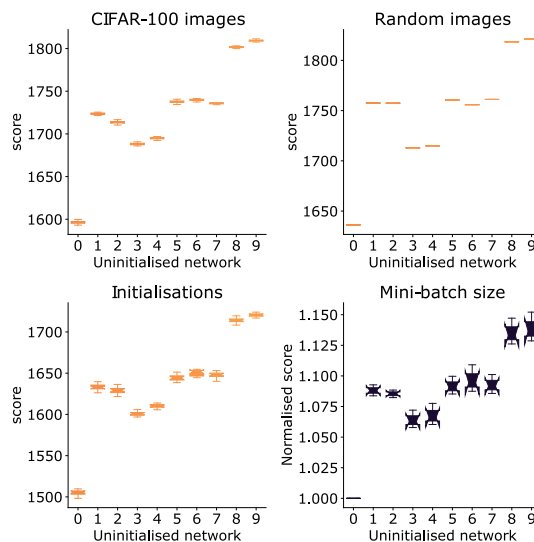 CIFAR-100 images
score
1800
1750
1700
1650
1600
0 1 2 3 4 5 6 7 8 9
Uninitialised network
Random images
score
1800
1750
1700
1650
0 1 2 3 4 5 6 7 8 9
Uninitialised network
Initialisations
score
1700
1600
1500
0 1 2 3 4 5 6 7 8 9
Uninitialised network
Mini-batch size
Normalised score
1.150
1.125
1.100
1.075
1.050
1.025
1.000
0 1 2 3 4 5 6 7 8 9
Uninitialised network